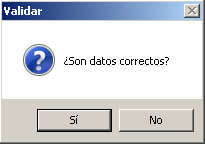 Validar
¿Son datos correctos?
Sí
No